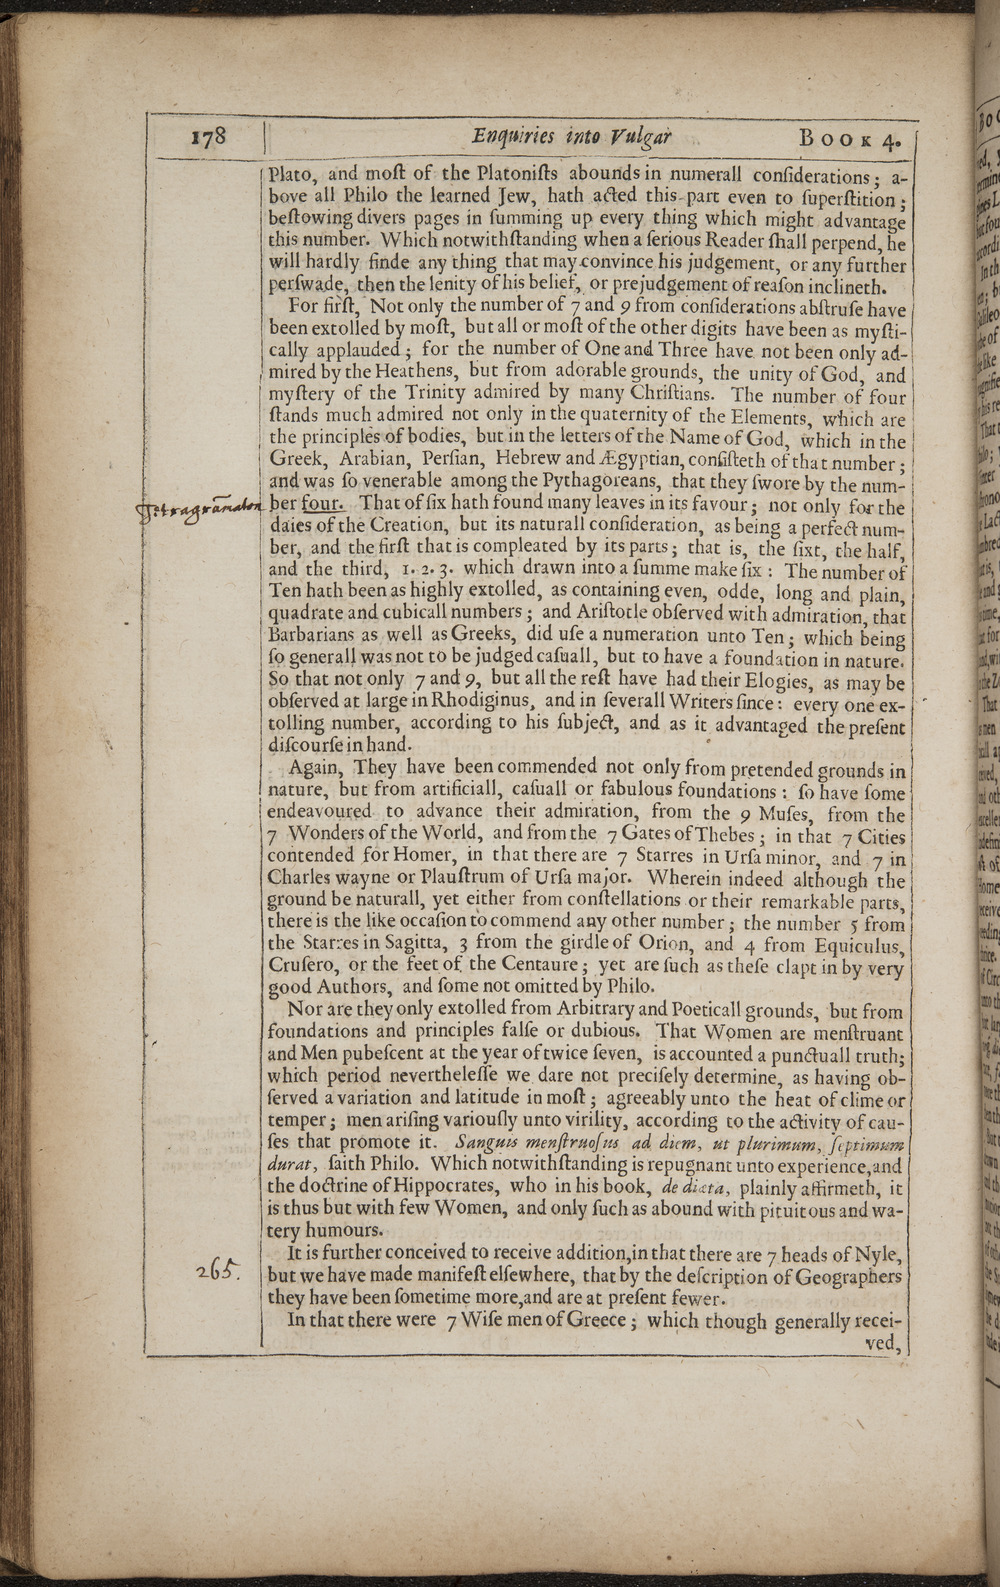 178 Enquiries into Vulgar BOOK 4.
Plato, and moſt of the Platoniſts abounds in numerall conſiderations; a-
bove all Philo the learned Jew, hath acted this part even to ſuperſtition;
beſtowing divers pages in ſumming up every thing which might advantage
this number. Which notwithſtanding when a ſerious Reader ſhall perpend, he
will hardly finde any thing that may convince his judgement, or any further
perſwade, then the lenity of his belief, or prejudgement of reaſon inclineth.
For firſt, Not only the number of 7 and 9 from conſiderations abſtruſe have
been extolled by moſt, but all or moſt of the other digits have been as myſti-
cally applauded; for the number of One and Three have not been only ad-
mired by the Heathens, but from adorable grounds, the unity of God, and
myſtery of the Trinity admired by many Chriſtians. The number of four
ſtands much admired not only in the quaternity of the Elements, which are
the principles of bodies, but in the letters of the Name of God, which in the
Greek, Arabian, Perſian, Hebrew and Ægyptian, conſiſteth of that number;
and was ſo venerable among the Pythagoreans, that they ſwore by the num-
Tetragram̄aton
ber four. That of ſix hath found many leaves in its favour; not only for the
daies of the Creation, but its naturall conſideration, as being a perfect num-
ber, and the firſt that is compleated by its parts; that is, the ſixt, the half,
and the third, 1. 2. 3. which drawn into a ſumme make ſix: The number of
Ten hath been as highly extolled, as containing even, odde, long and plain,
quadrate and cubicall numbers; and Ariſtotle obſerved with admiration, that
Barbarians as well as Greeks, did uſe a numeration unto Ten; which being
ſo generall was not to be judged caſuall, but to have a foundation in nature.
So that not only 7 and 9, but all the reſt have had their Elogies, as may be
obſerved at large in Rhodiginus, and in ſeverall Writers ſince: every one ex-
tolling number, according to his ſubject, and as it advantaged the preſent
diſcourſe in hand.
Again, They have been commended not only from pretended grounds in
nature, but from artificiall, caſuall or fabulous foundations: ſo have ſome
endeavoured to advance their admiration, from the 9 Muſes, from the
7 Wonders of the World, and from the 7 Gates of Thebes; in that 7 Cities
contended for Homer, in that there are 7 Starres in Urſa minor, and 7 in
Charles wayne or Plauſtrum of Urſa major. Wherein indeed although the
ground be naturall, yet either from conſtellations or their remarkable parts,
there is the like occaſion to commend any other number; the number 5 from
the Starres in Sagitta, 3 from the girdle of Orion, and 4 from Equiculus,
Cruſero, or the feet of the Centaure; yet are ſuch as theſe clapt in by very
good Authors, and ſome not omitted by Philo.
Nor are they only extolled from Arbitrary and Poeticall grounds, but from
foundations and principles falſe or dubious. That Women are menſtruant
and Men pubeſcent at the year of twice ſeven, is accounted a punctuall truth;
which period nevertheleſſe we dare not preciſely determine, as having ob-
ſerved a variation and latitude in moſt; agreeably unto the heat of clime or
temper; men ariſing variouſly unto virility, according to the activity of cau-
ſes that promote it. Sanguis menſtruoſus ad diem, ut plurimum, ſeptimum
durat, ſaith Philo. Which notwithſtanding is repugnant unto experience, and
the doctrine of Hippocrates, who in his book, de diæta, plainly affirmeth, it
is thus but with few Women, and only ſuch as abound with pituitous and wa-
tery humours.
It is further conceived to receive addition, in that there are 7 heads of Nyle,
265.
but we have made manifeſt elſewhere, that by the deſcription of Geographers
they have been ſometime more, and are at preſent fewer.
In that there were 7 Wiſe men of Greece; which though generally recei-
ved,